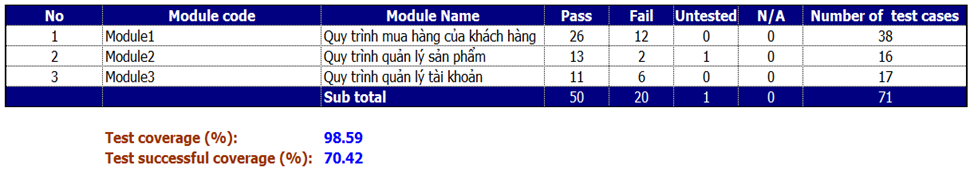 No Module code Module Name Pass Fail Untested N/A Number of test cases
1 Module1 Quy trình mua hàng của khách hàng 26 12 0 0 38
2 Module2 Quy trình quản lý sản phẩm 13 2 1 0 16
3 Module3 Quy trình quản lý tài khoản 11 6 0 0 17
Sub total 50 20 1 0 71
Test coverage (%): 98.59
Test successful coverage (%): 70.42